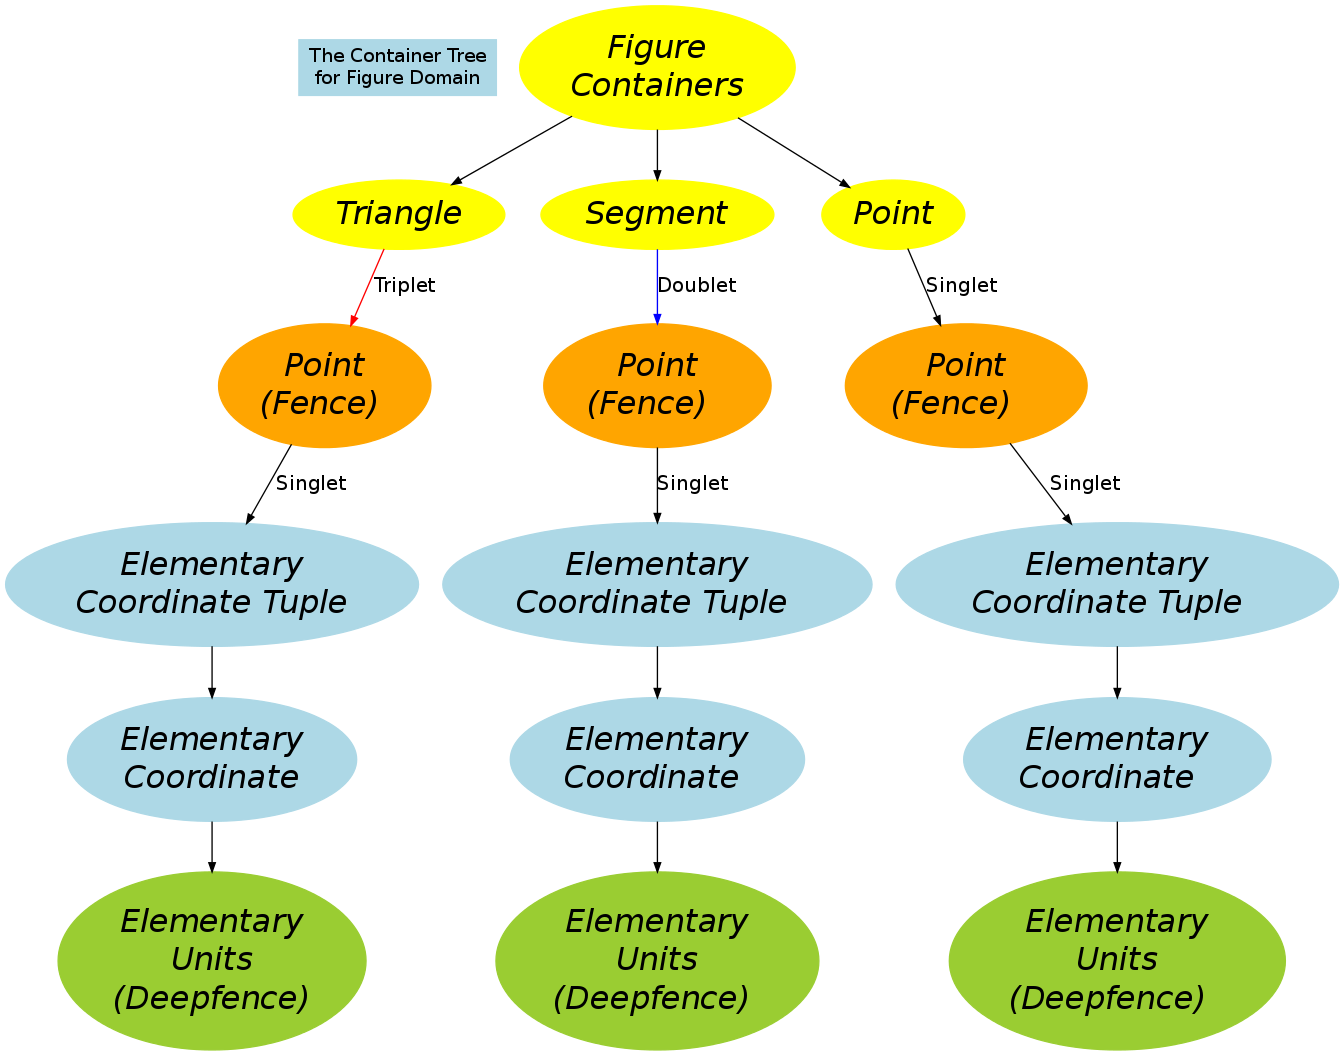 The Container Tree
for Figure Domain
Figure
Containers
Triangle
Segment
Point
Triplet
Doublet
Singlet
Point
(Fence)
Point
(Fence)
Point
(Fence)
Singlet
Singlet
Singlet
Elementary
Coordinate Tuple
Elementary
Coordinate Tuple
Elementary
Coordinate Tuple
Elementary
Coordinate
Elementary
Coordinate
Elementary
Coordinate
Elementary
Units
(Deepfence)
Elementary
Units
(Deepfence)
Elementary
Units
(Deepfence)